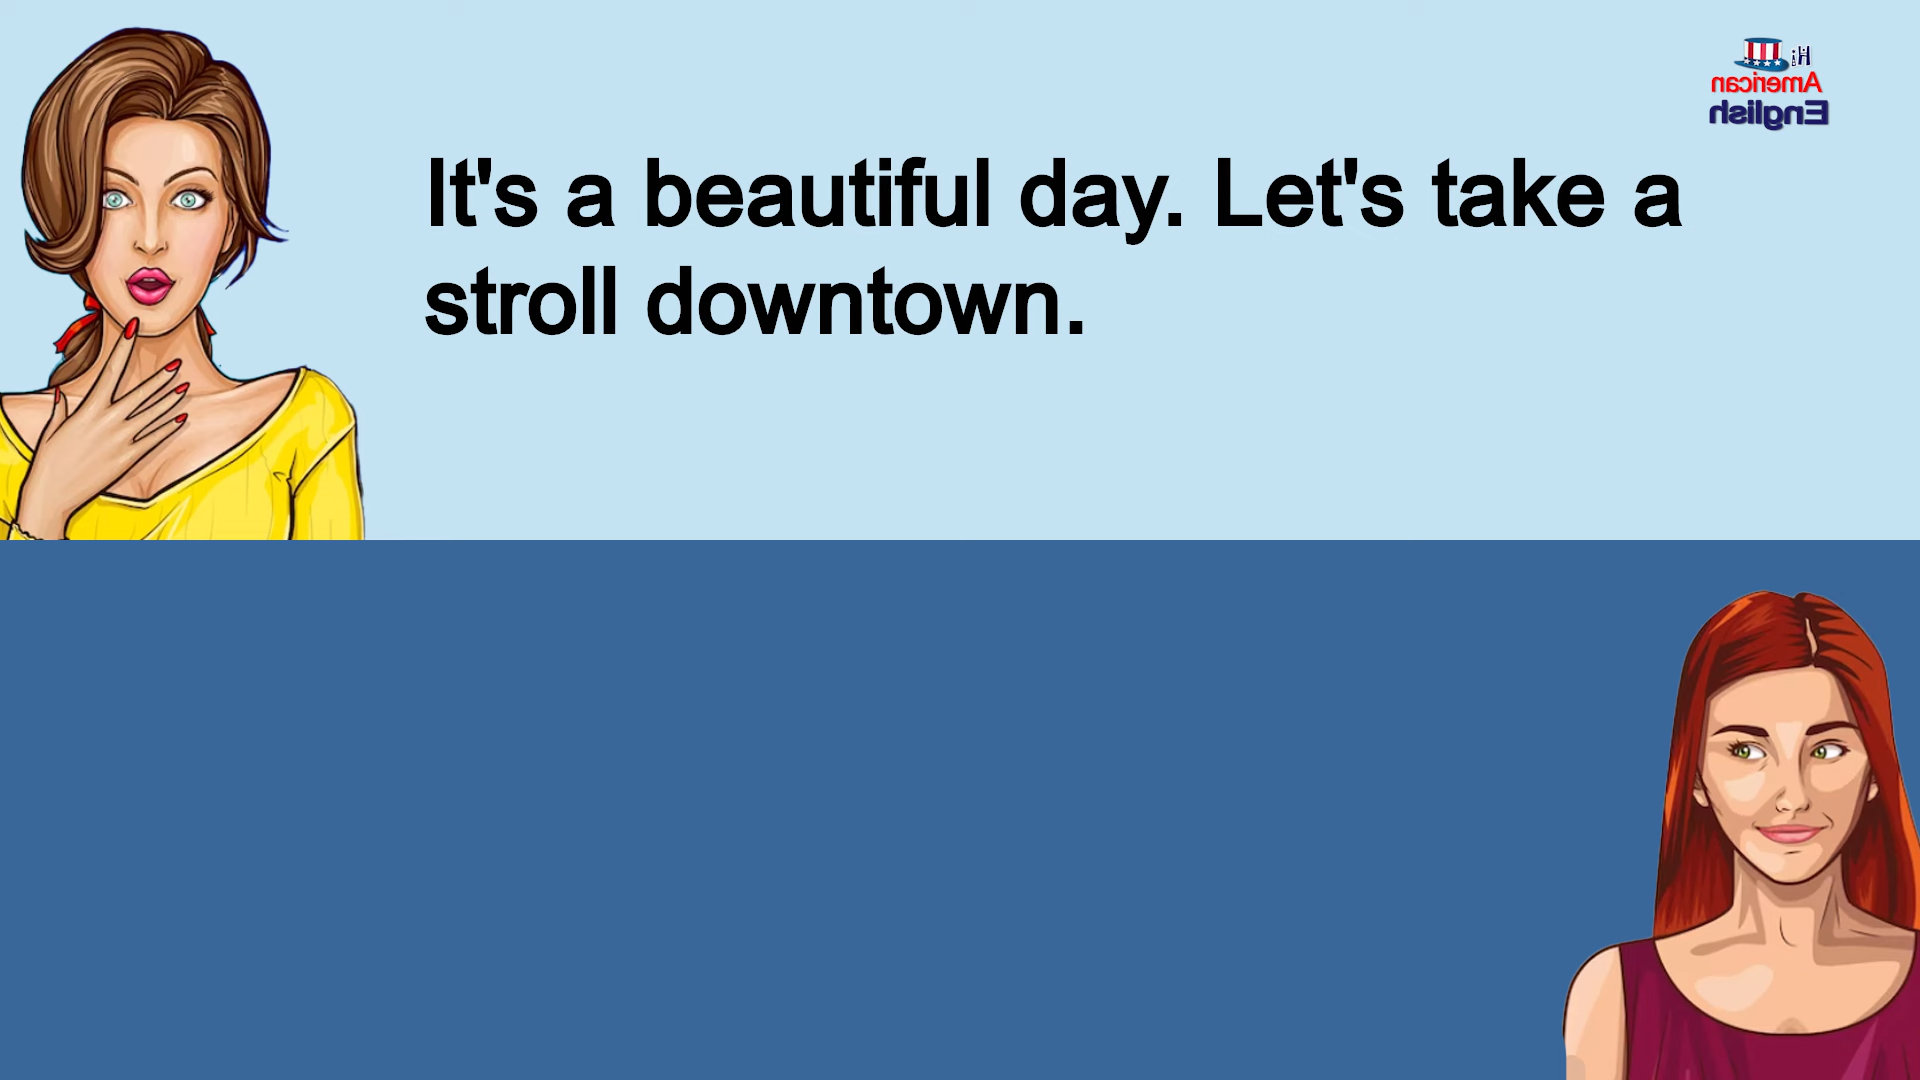 Hi
American
English
It's a beautiful day. Let's take a
stroll downtown.